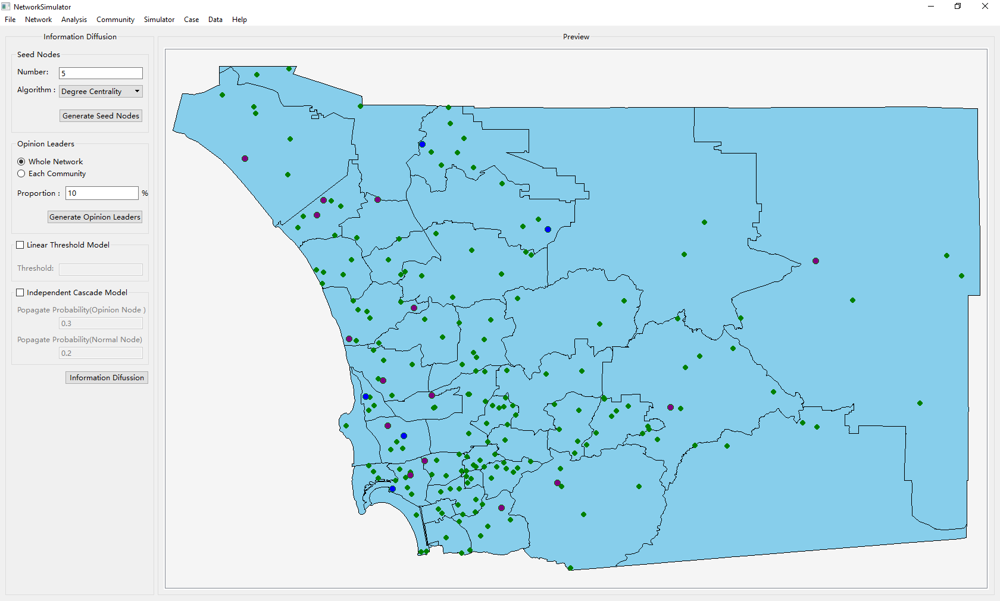 NetworkSimulator
File Network Analysis Community Simulator Case Data Help
Information Diffusion
Seed Nodes
Number: 5
Algorithm : Degree Centrality
Generate Seed Nodes
Opinion Leaders
Whole Network
Each Community
Proportion : 10 %
Generate Opinion Leaders
Linear Threshold Model
Threshold:
Independent Cascade Model
Popagate Probability(Opinion Node )
0.3
Popagate Probability(Normal Node)
0.2
Information Difussion
Preview